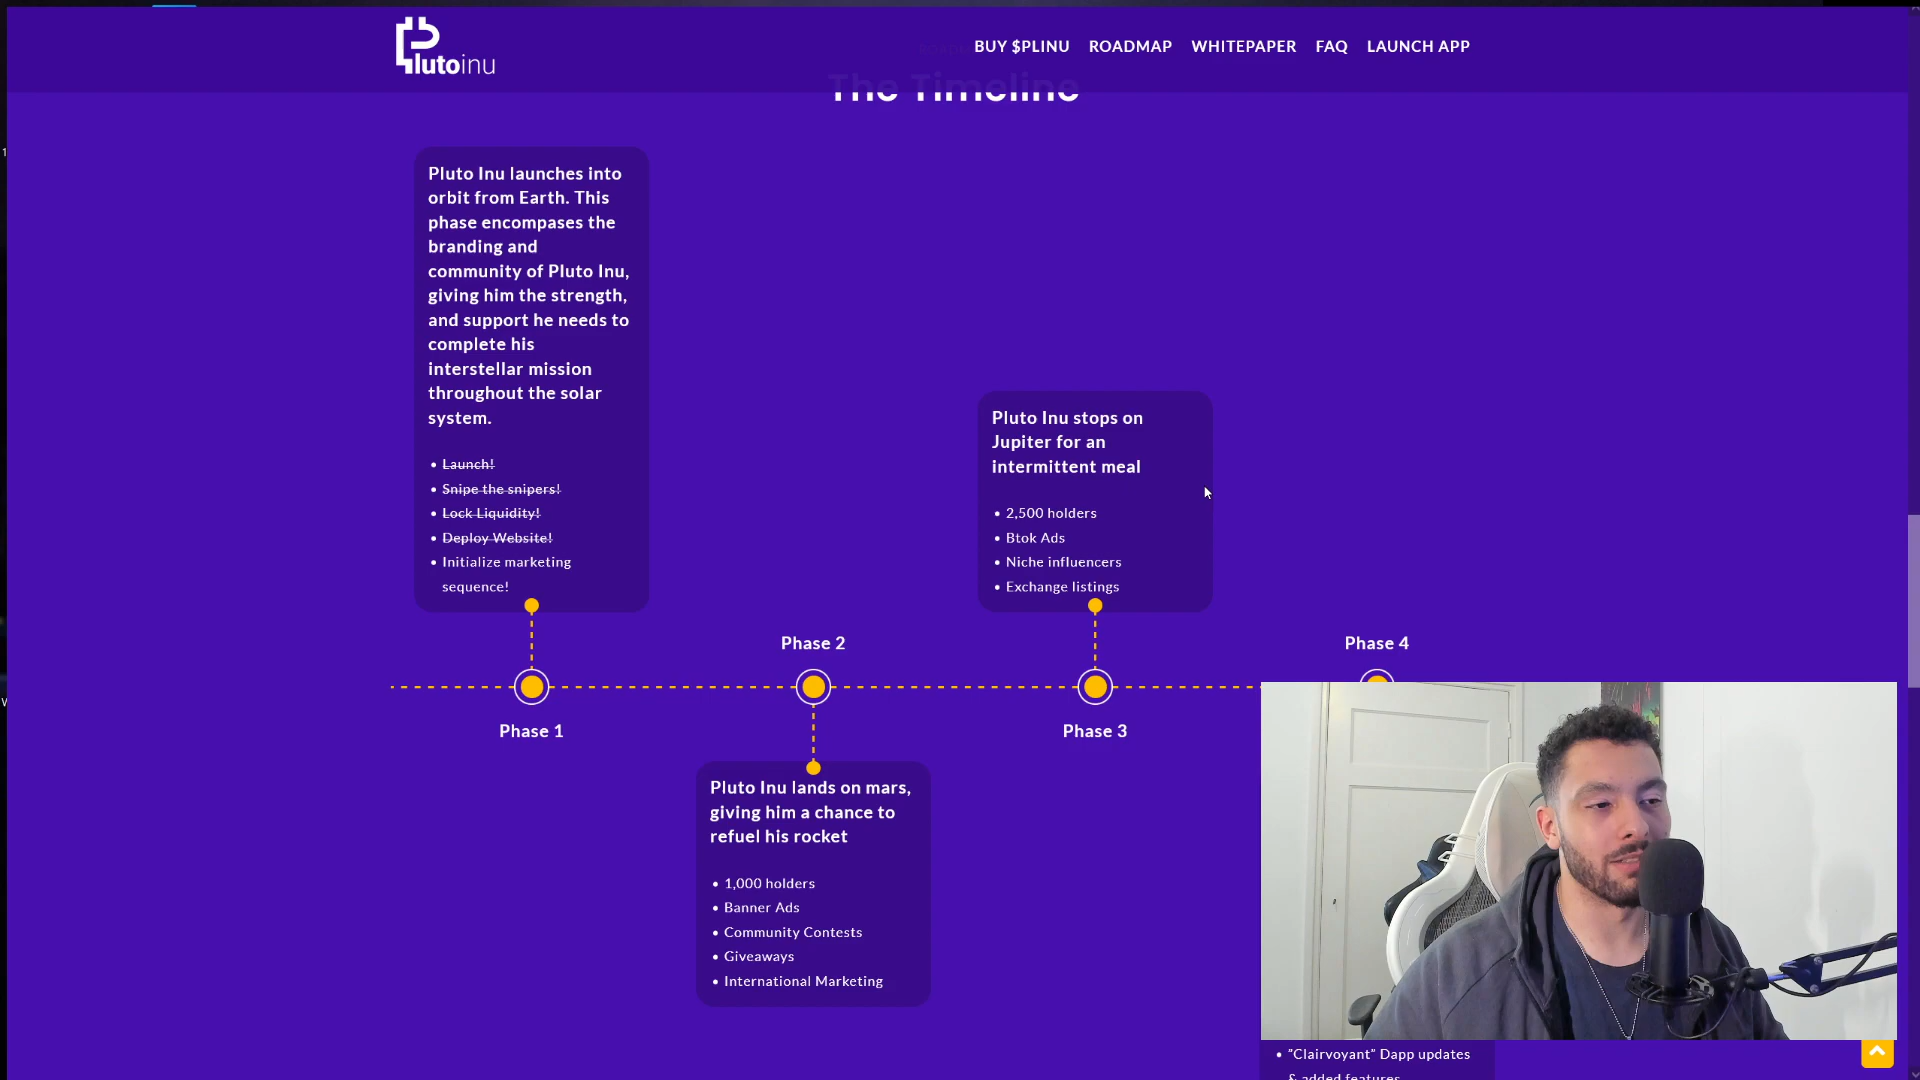 Plutoinu
BUY $PLINU
ROADMAP
WHITEPAPER
FAQ
LAUNCH APP
The Timeline
Pluto Inu launches into
orbit from Earth. This
phase encompases the
branding and
community of Pluto Inu,
giving him the strength,
and support he needs to
complete his
interstellar mission
throughout the solar
system.
• Launch!
• Snipe the snipers!
• Lock Liquidity!
• Deploy Website!
• Initialize marketing
sequence!
Phase 1
Phase 2
Pluto Inu lands on mars,
giving him a chance to
refuel his rocket
• 1,000 holders
• Banner Ads
• Community Contests
• Giveaways
• International Marketing
Pluto Inu stops on
Jupiter for an
intermittent meal
• 2,500 holders
• Btok Ads
• Niche influencers
• Exchange listings
Phase 3
Phase 4
• "Clairvoyant" Dapp updates
& added features